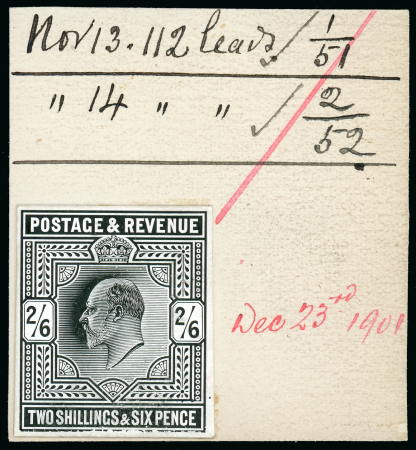 Nov 13. 112 leads. ✓ 1/51
" 14 " " ✓ 2/52
POSTAGE & REVENUE
2/6 2/6
TWO SHILLINGS & SIX PENCE
Dec 23rd 1901